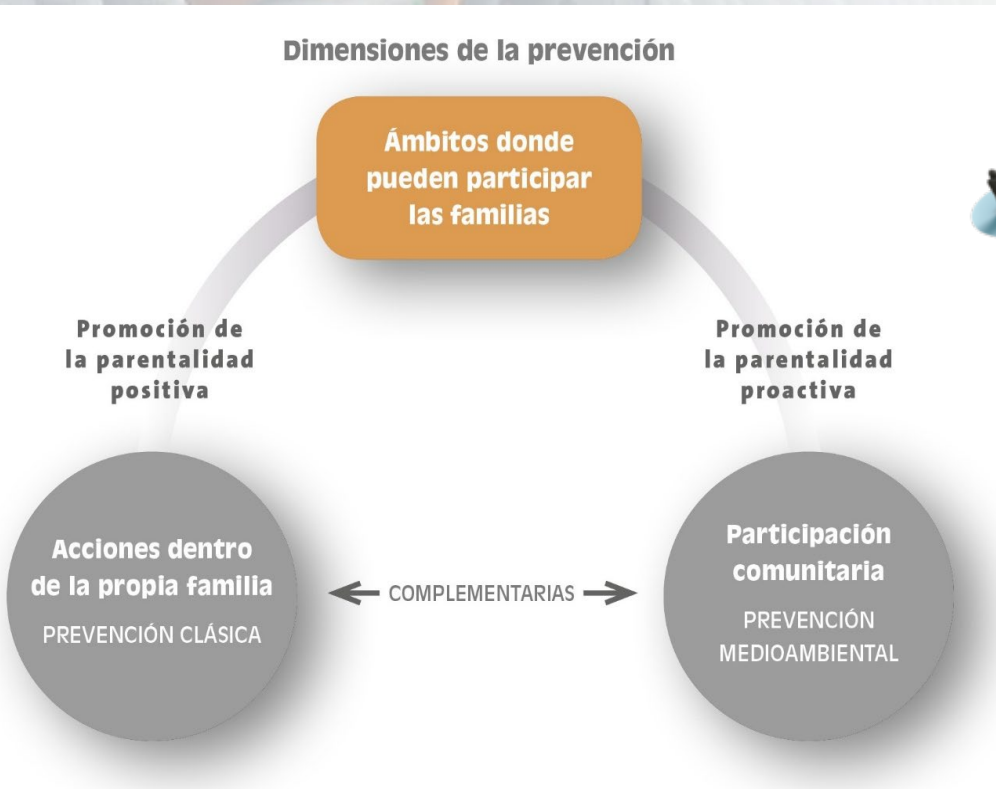 Dimensiones de la prevención
Ámbitos donde
pueden participar
las familias
Promoción de
la parentalidad
positiva
Promoción de
la parentalidad
proactiva
Acciones dentro
de la propia familia
PREVENCIÓN CLÁSICA
COMPLEMENTARIAS
Participación
comunitaria
PREVENCIÓN
MEDIOAMBIENTAL